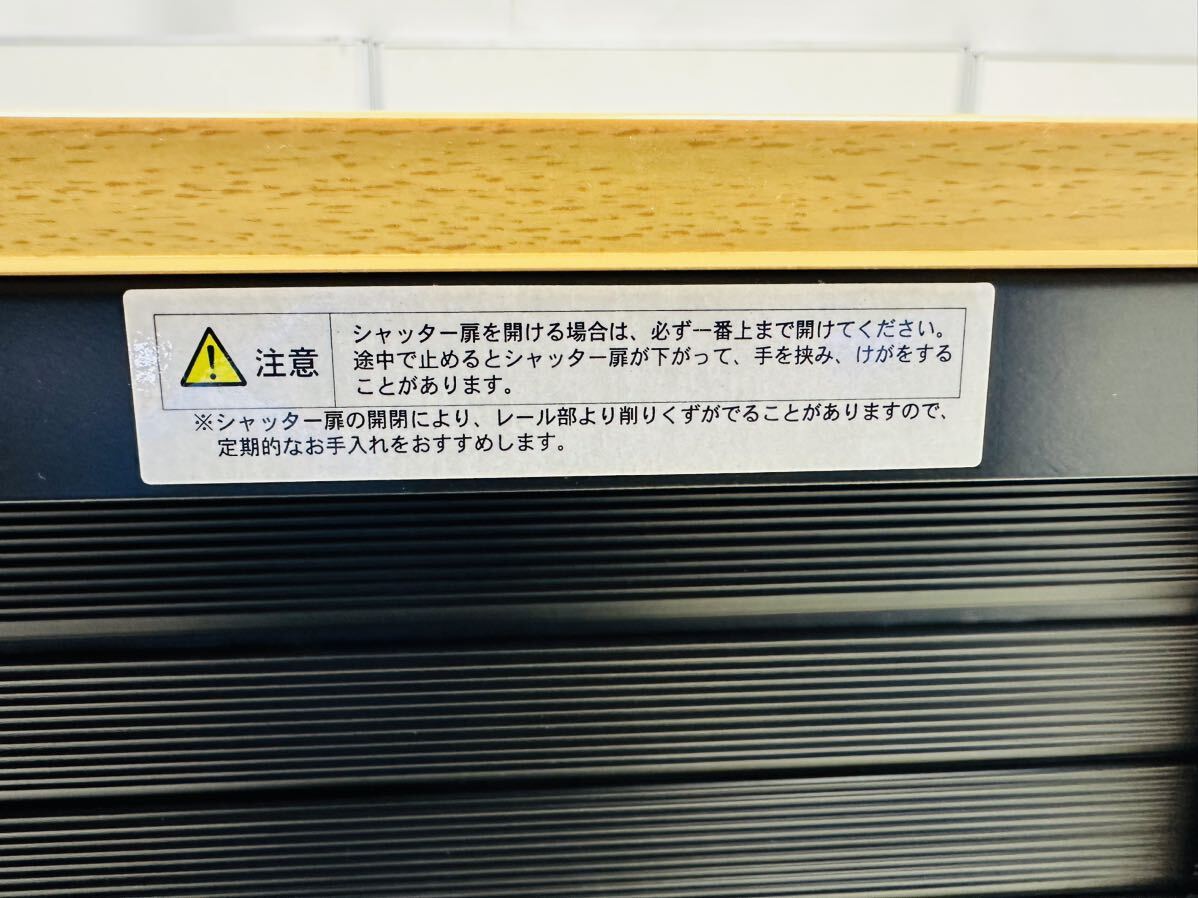 注意
シャッター扉を開ける場合は、必ず一番上まで開けてください。
途中で止めるとシャッター扉が下がって、手を挟み、けがをする
ことがあります。
※シャッター扉の開閉により、レール部より削りくずがでることがありますので、
定期的なお手入れをおすすめします。